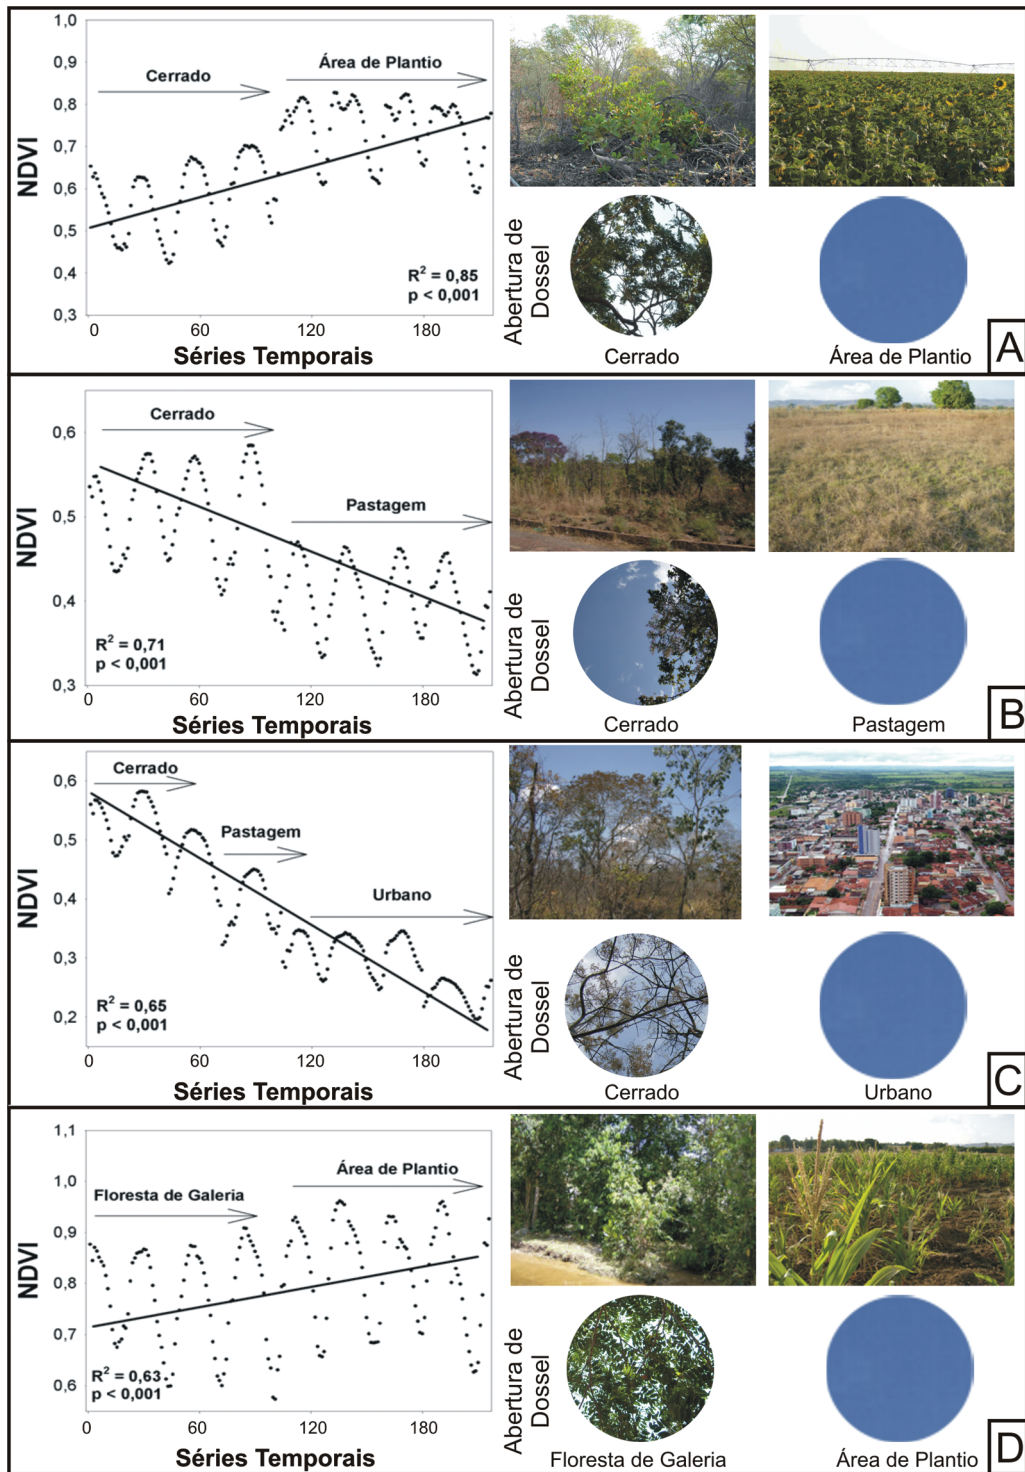 1,0
0,9
0,8
0,7
0,6
0,5
0,4
0,3
NDVI
Cerrado
Área de Plantio
R² = 0,85
p < 0,001
0
60
120
180
Séries Temporais
Abertura de
Dossel
Cerrado
Área de Plantio
A
0,6
0,5
0,4
0,3
NDVI
Cerrado
Pastagem
R² = 0,71
p < 0,001
0
60
120
180
Séries Temporais
Abertura de
Dossel
Cerrado
Pastagem
B
0,6
0,5
0,4
0,3
0,2
NDVI
Cerrado
Pastagem
Urbano
R² = 0,65
p < 0,001
0
60
120
180
Séries Temporais
Abertura de
Dossel
Cerrado
Urbano
C
1,1
1,0
0,9
0,8
0,7
0,6
NDVI
Floresta de Galeria
Área de Plantio
R² = 0,63
p < 0,001
0
60
120
180
Séries Temporais
Abertura de
Dossel
Floresta de Galeria
Área de Plantio
D